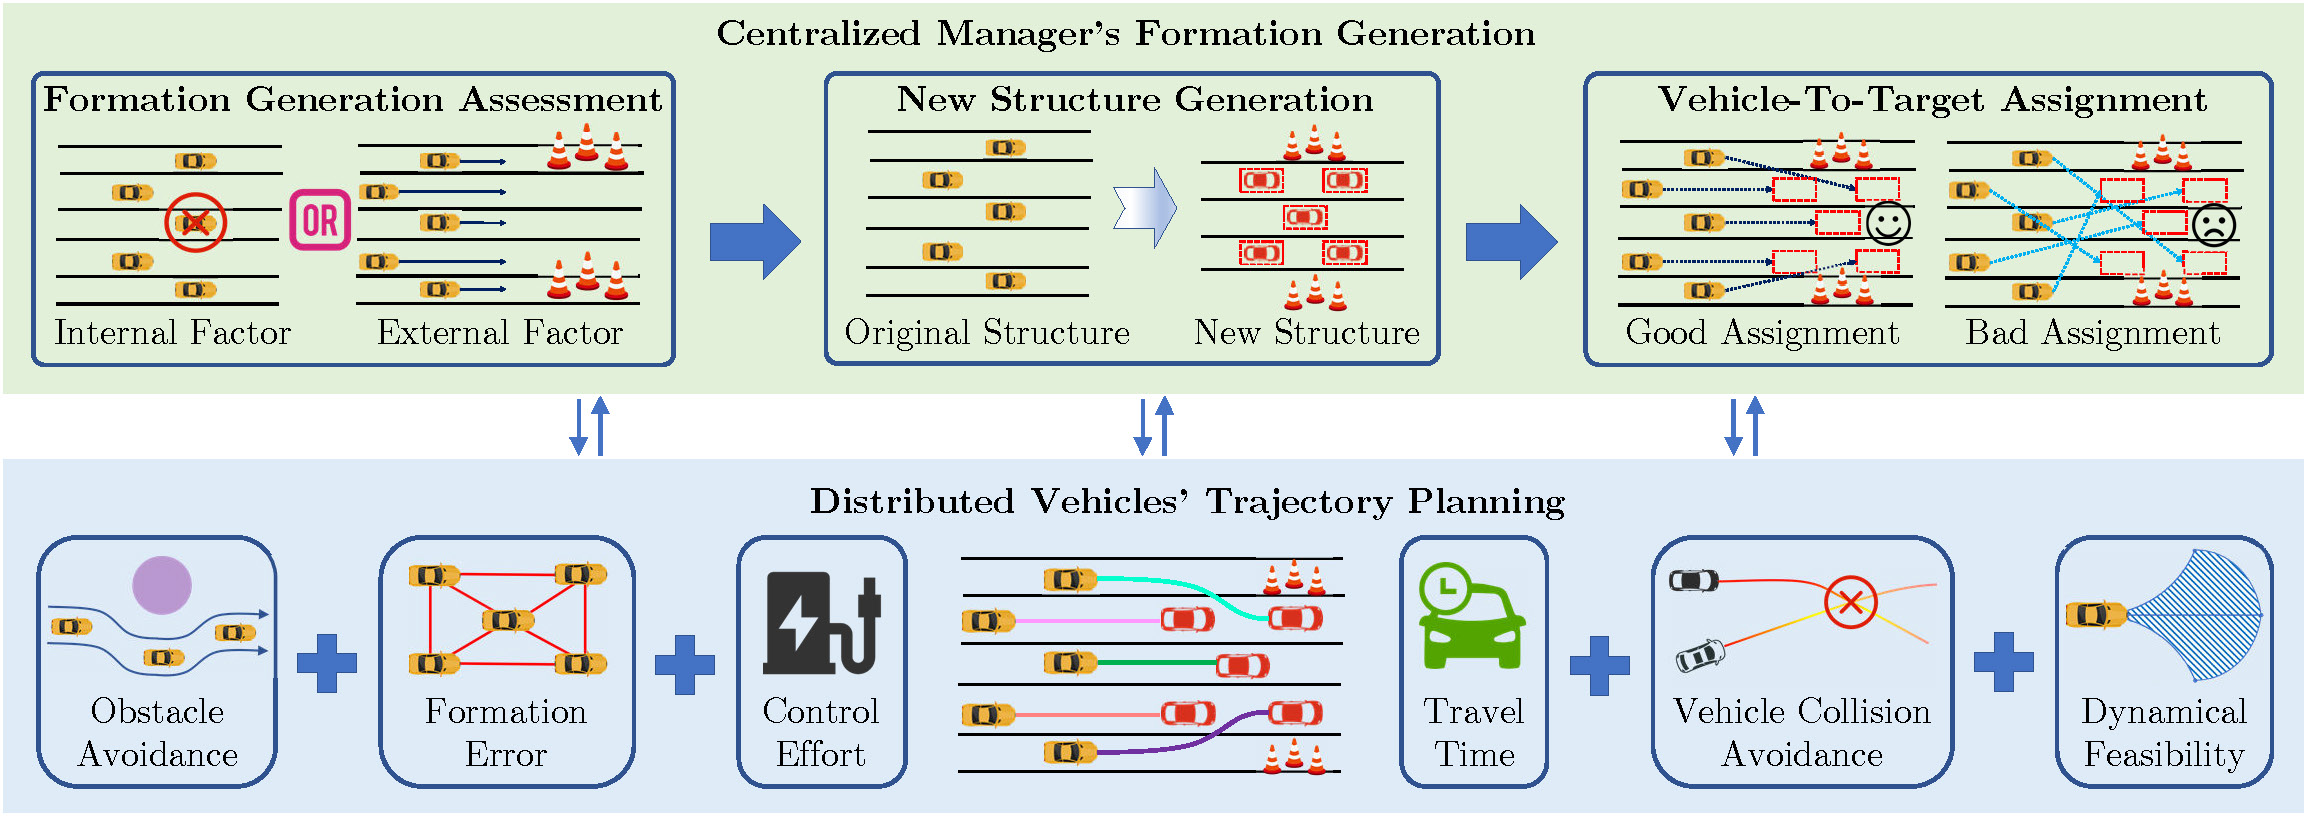 Centralized Manager's Formation Generation
Formation Generation Assessment
OR
Internal Factor
External Factor
New Structure Generation
Original Structure
New Structure
Vehicle-To-Target Assignment
Good Assignment
Bad Assignment
Distributed Vehicles' Trajectory Planning
Obstacle
Avoidance
Formation
Error
Control
Effort
Travel
Time
Vehicle Collision
Avoidance
Dynamical
Feasibility